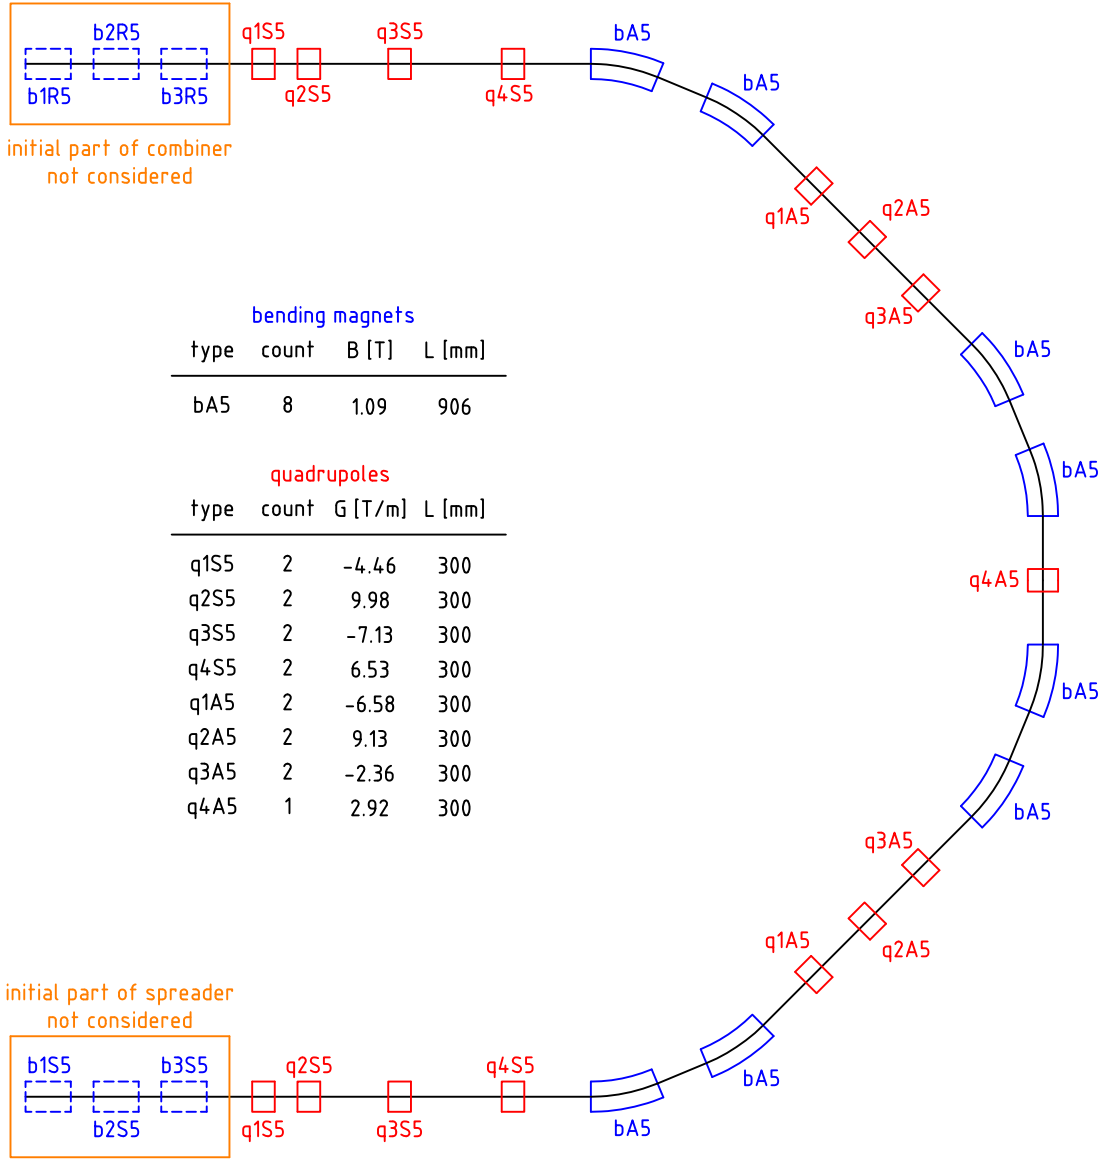 b2R5
q1S5
q3S5
bA5
b1R5
b3R5
q2S5
q4S5
bA5
initial part of combiner
not considered
q1A5
q2A5
q3A5
bending magnets
type count B [T] L [mm]
bA5 8 1.09 906
bA5
bA5
quadrupoles
type count G [T/m] L [mm]
q1S5 2 -4.46 300
q2S5 2 9.98 300
q3S5 2 -7.13 300
q4S5 2 6.53 300
q1A5 2 -6.58 300
q2A5 2 9.13 300
q3A5 2 -2.36 300
q4A5 1 2.92 300
q4A5
bA5
bA5
q3A5
q1A5
q2A5
initial part of spreader
not considered
b1S5
b3S5
q2S5
q4S5
bA5
b2S5
q1S5
q3S5
bA5